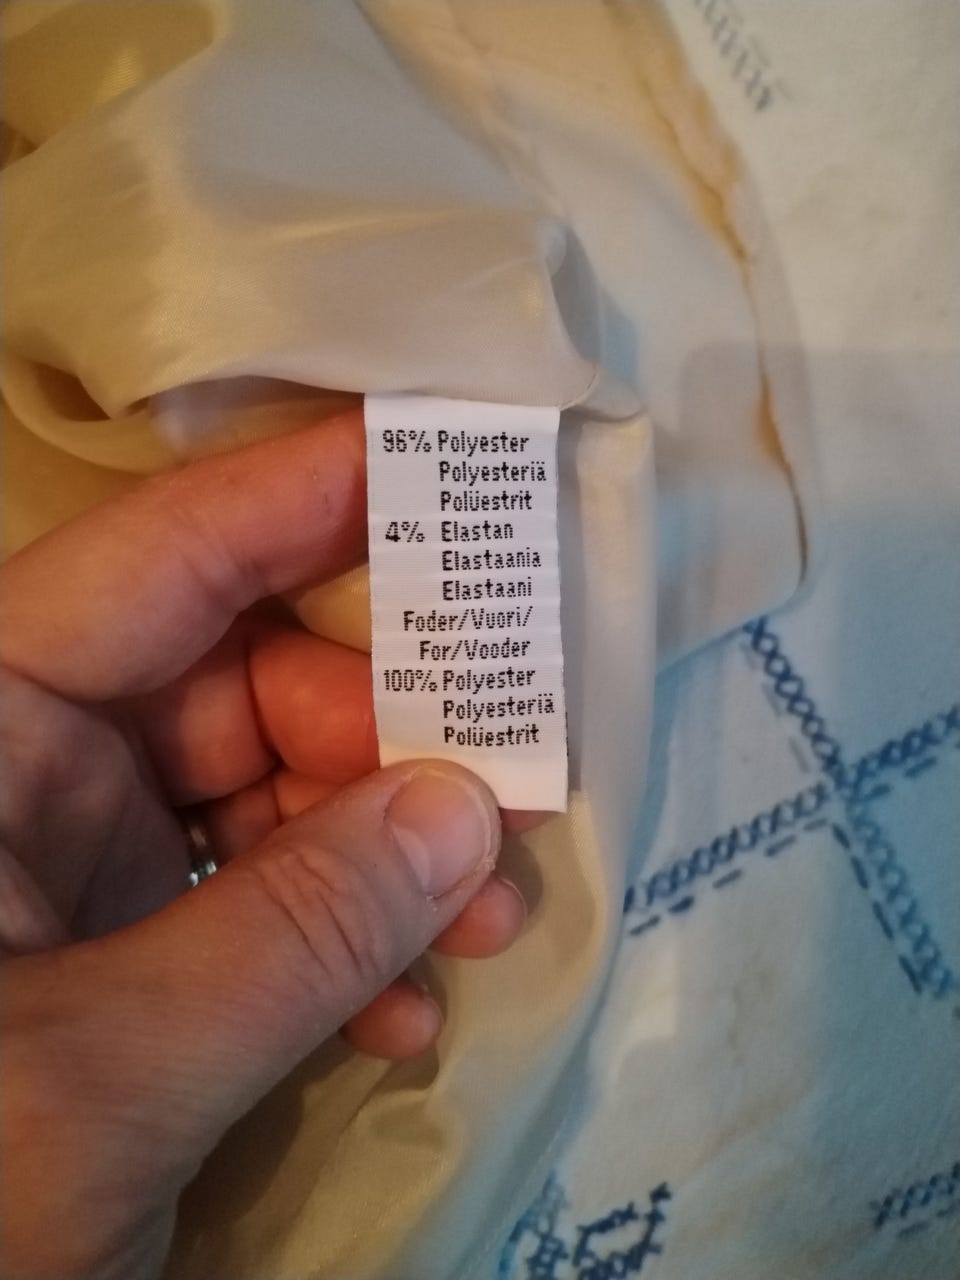 96% Polyester
Polyesteriä
Polüestrit
4% Elastan
Elastaania
Elastaani
Foder/Vuori/
For/Vooder
100% Polyester
Polyesteriä
Polüestrit